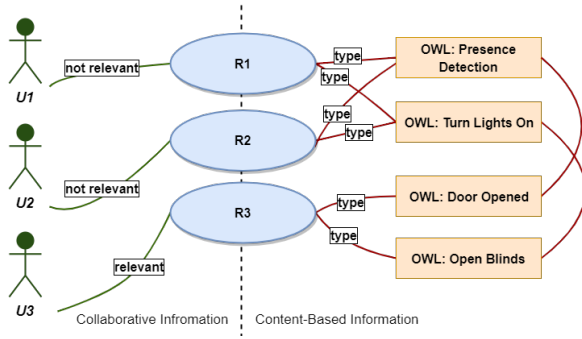 U1
not relevant
R1
type
type
OWL: Presence
Detection
U2
not relevant
R2
type
type
OWL: Turn Lights On
U3
relevant
R3
type
type
OWL: Door Opened
OWL: Open Blinds
Collaborative Infromation
Content-Based Information